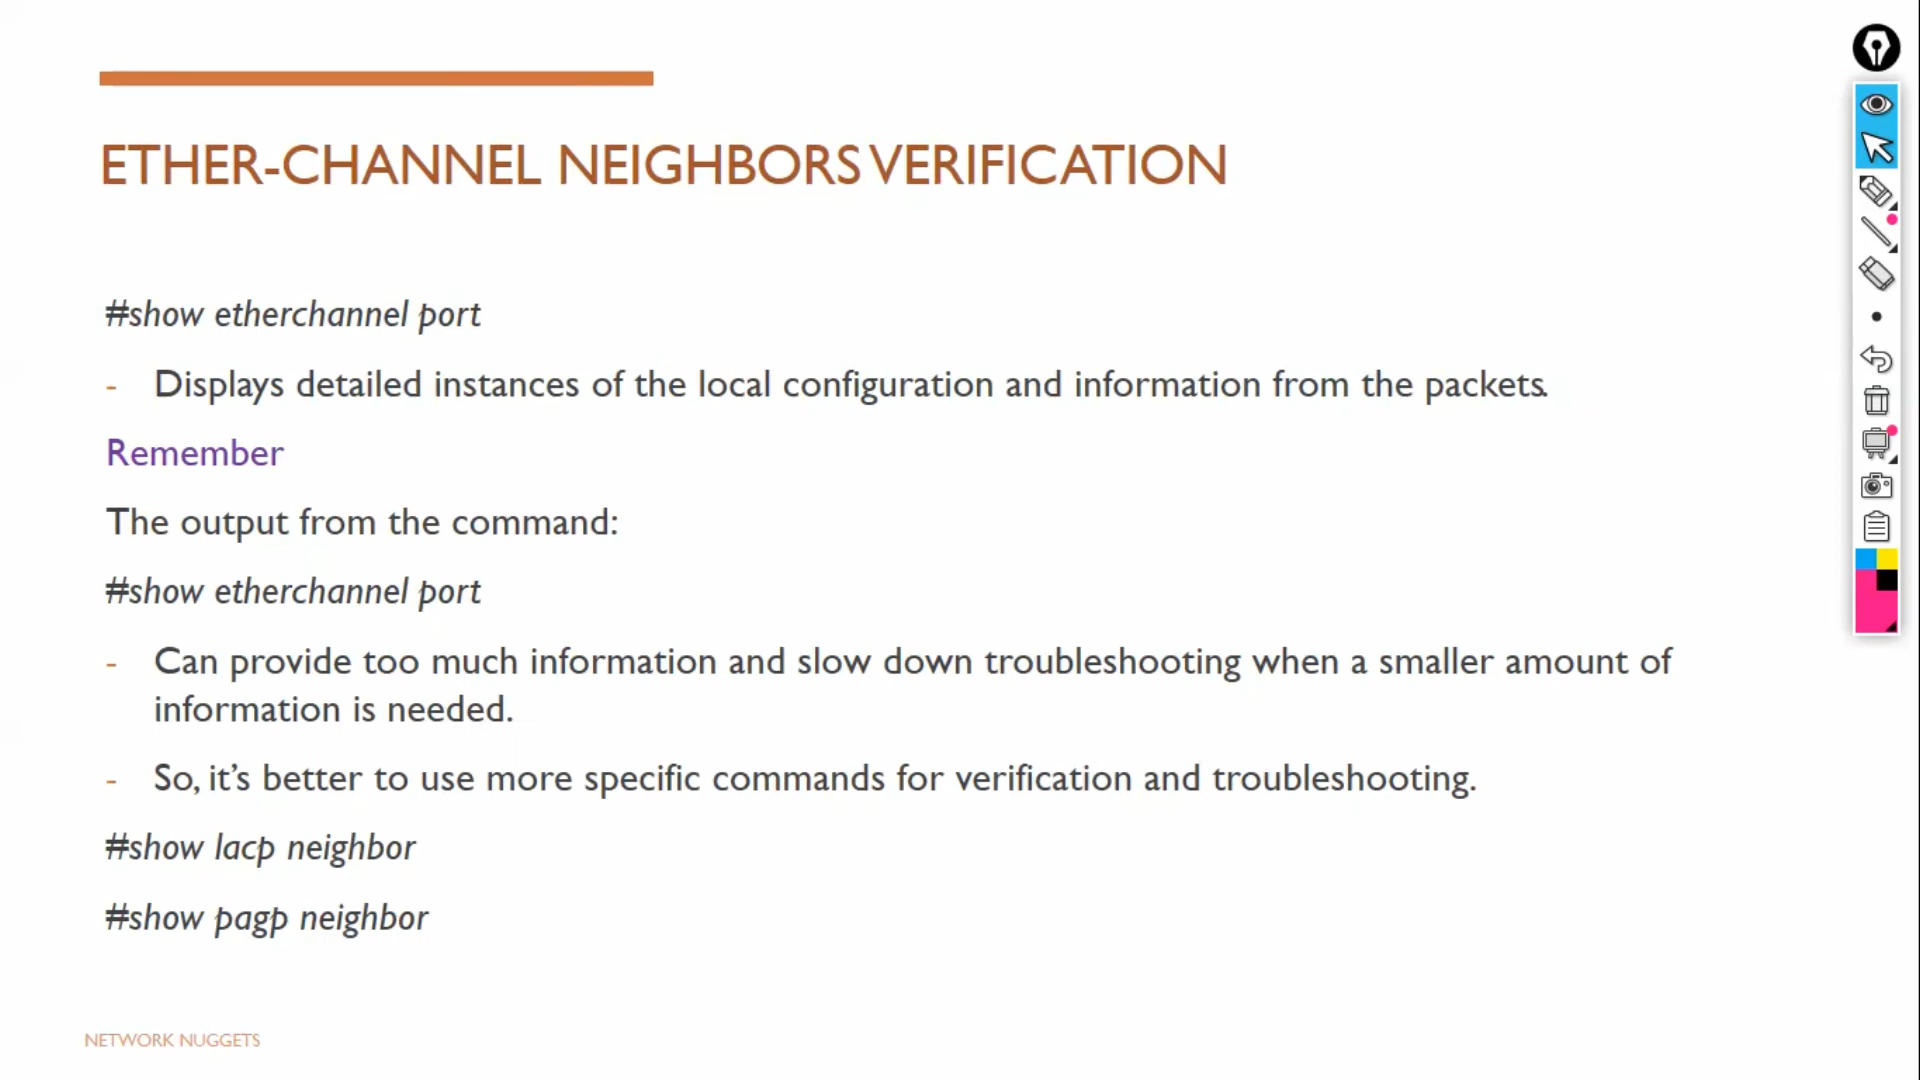 ETHER-CHANNEL NEIGHBORS VERIFICATION
#show etherchannel port
- Displays detailed instances of the local configuration and information from the packets.
Remember
The output from the command:
#show etherchannel port
- Can provide too much information and slow down troubleshooting when a smaller amount of
information is needed.
- So, it’s better to use more specific commands for verification and troubleshooting.
#show lacp neighbor
#show pagp neighbor
NETWORK NUGGETS